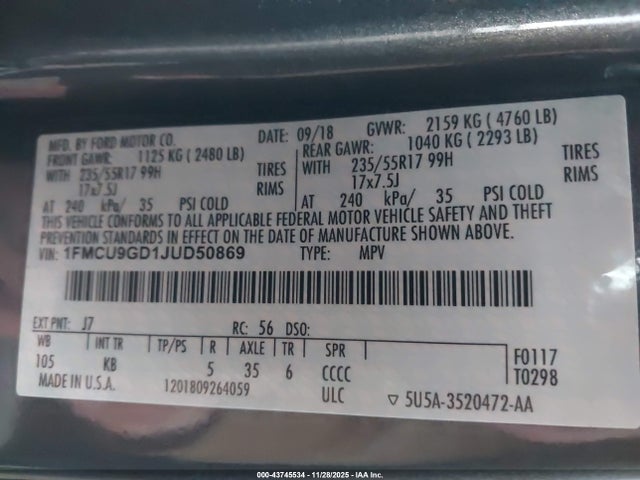 MFD. BY FORD MOTOR CO. DATE: 09/18 GVWR: 2159 KG ( 4760 LB)
FRONT GAWR: 1125 KG ( 2480 LB) REAR GAWR: 1040 KG ( 2293 LB)
WITH 235/55R17 99H TIRES WITH 235/55R17 99H TIRES
17x7.5J RIMS 17x7.5J RIMS
AT 240 kPa/ 35 PSI COLD AT 240 kPa/ 35 PSI COLD
THIS VEHICLE CONFORMS TO ALL APPLICABLE FEDERAL MOTOR VEHICLE SAFETY AND THEFT
PREVENTION STANDARDS IN EFFECT ON THE DATE OF MANUFACTURE SHOWN ABOVE.
VIN: 1FMCU9GD1JUD50869 TYPE: MPV
EXT PNT: J7 RC: 56 DSO:
WB INT TR TP/PS R AXLE TR SPR F0117
105 KB 5 35 6 CCCC T0298
MADE IN U.S.A. 1201809264059 ULC ▽ 5U5A-3520472-AA
000-43745534 - 11/28/2025 - IAA Inc.